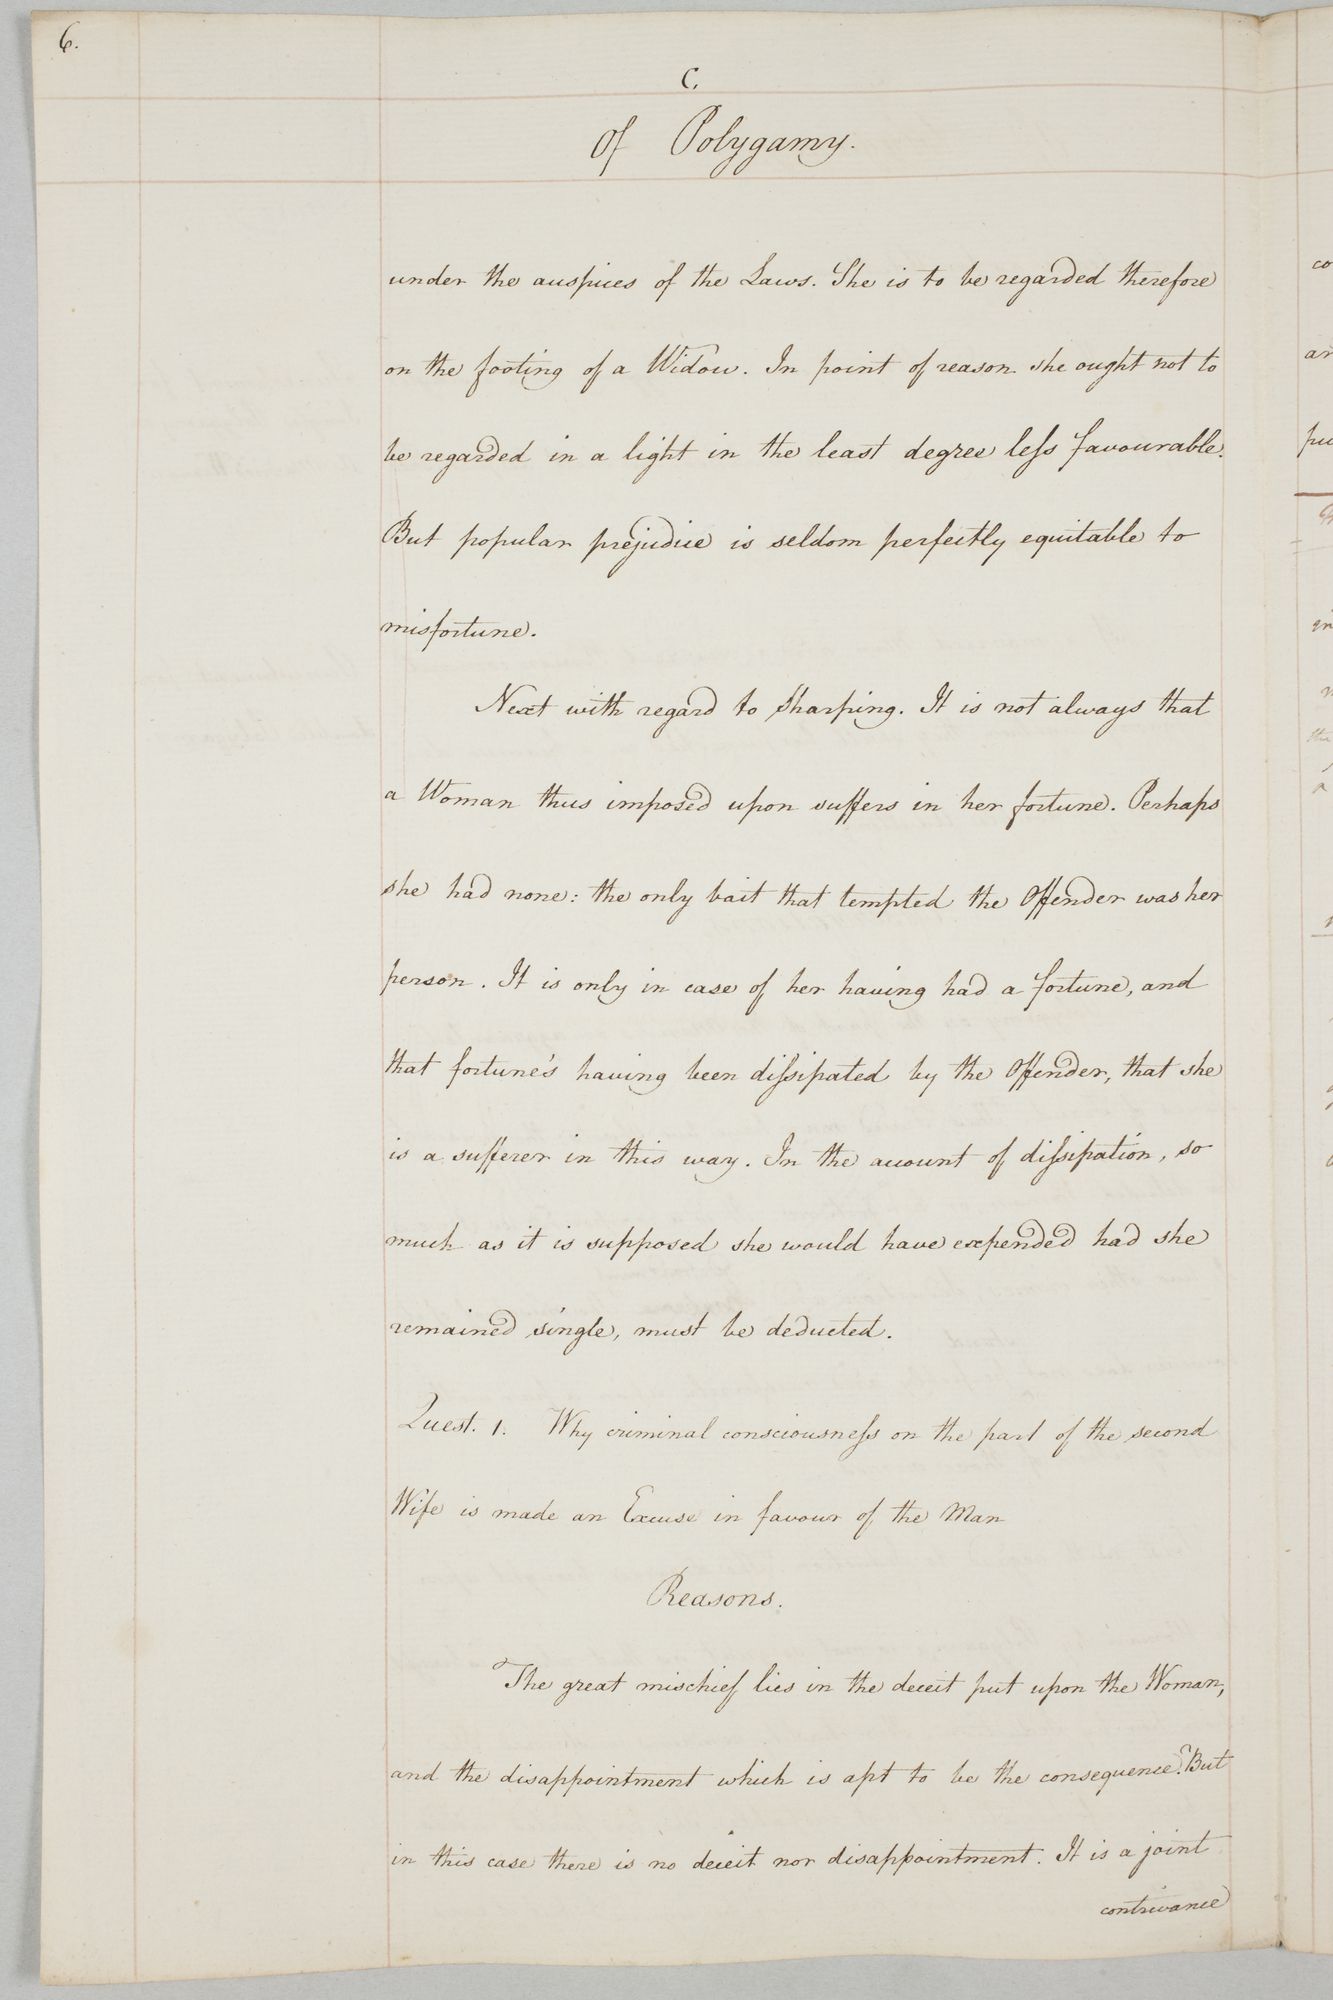 6.
C.
Of Polygamy.
under the auspices of the Laws. She is to be regarded therefore
on the footing of a Widow. In point of reason she ought not to
be regarded in a light in the least degree less favourable.
But popular prejudice is seldom perfectly equitable to
misfortune.
Next with regard to Sharping. It is not always that
a Woman thus imposed upon suffers in her fortune. Perhaps
she had none: the only bait that tempted the Offender was her
person. It is only in case of her having had a fortune, and
that fortune's having been dissipated by the Offender, that she
is a sufferer in this way. In the account of dissipation, so
much as it is supposed she would have expended had she
remained single, must be deducted.
Quest. 1. Why criminal consciousness on the part of the second
Wife is made an Excuse in favour of the Man
Reasons.
The great mischief lies in the deceit put upon the Woman,
and the disappointment which is apt to be the consequence. But
in this case there is no deceit nor disappointment. It is a joint
contrivance